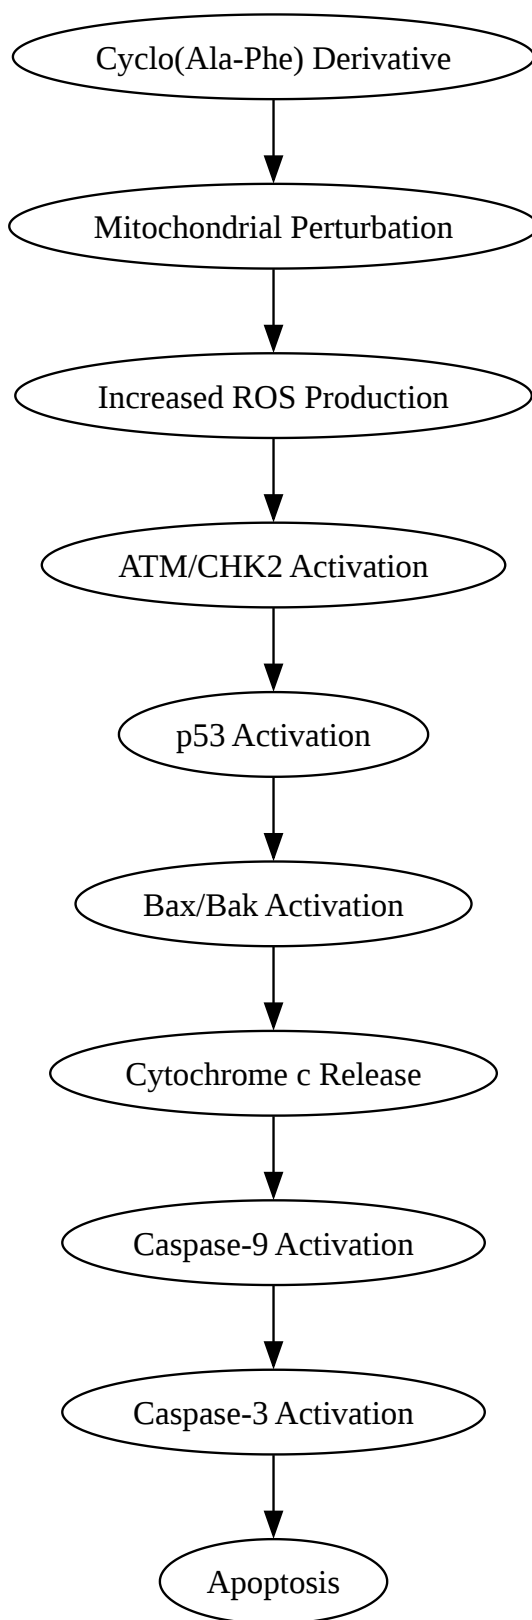 Cyclo(Ala-Phe) Derivative
Mitochondrial Perturbation
Increased ROS Production
ATM/CHK2 Activation
p53 Activation
Bax/Bak Activation
Cytochrome c Release
Caspase-9 Activation
Caspase-3 Activation
Apoptosis